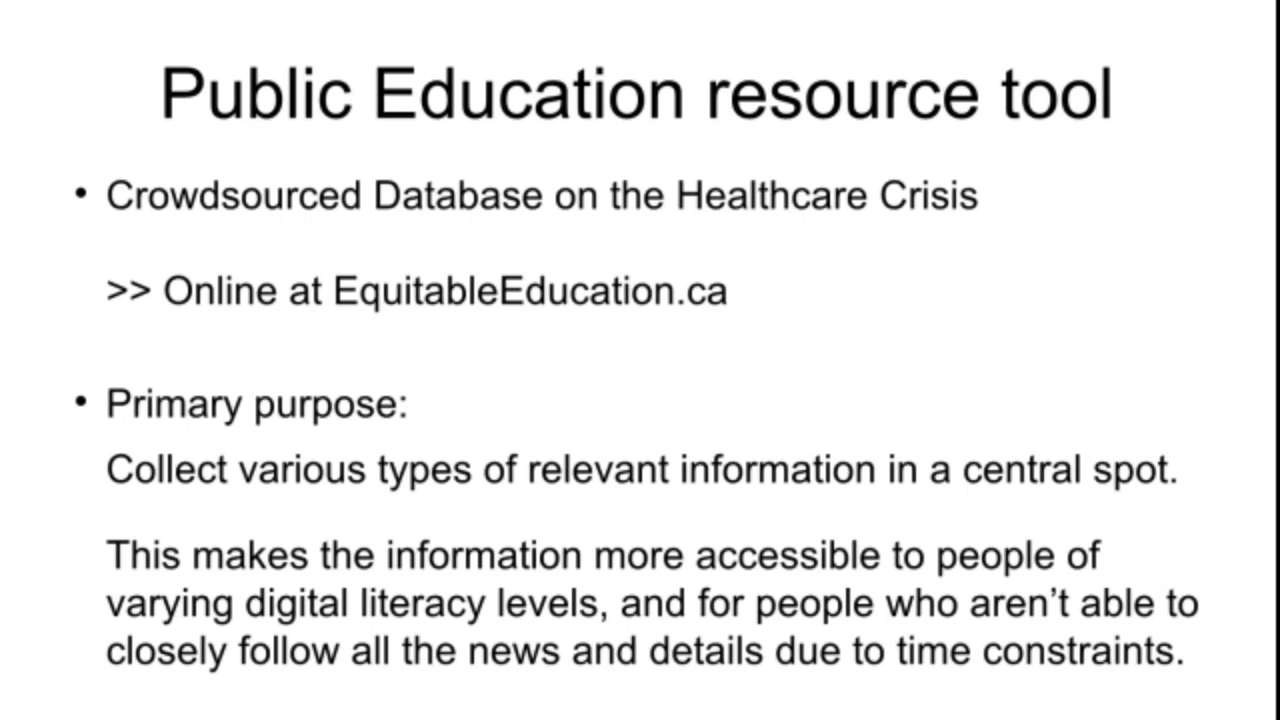 Public Education resource tool
• Crowdsourced Database on the Healthcare Crisis
>> Online at EquitableEducation.ca
• Primary purpose:
Collect various types of relevant information in a central spot.
This makes the information more accessible to people of
varying digital literacy levels, and for people who aren’t able to
closely follow all the news and details due to time constraints.